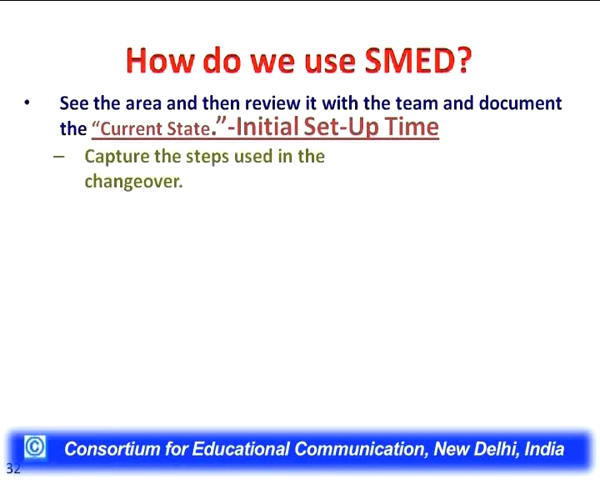 How do we use SMED?
• See the area and then review it with the team and document
the “Current State.”-Initial Set-Up Time
– Capture the steps used in the
changeover.
© Consortium for Educational Communication, New Delhi, India
32